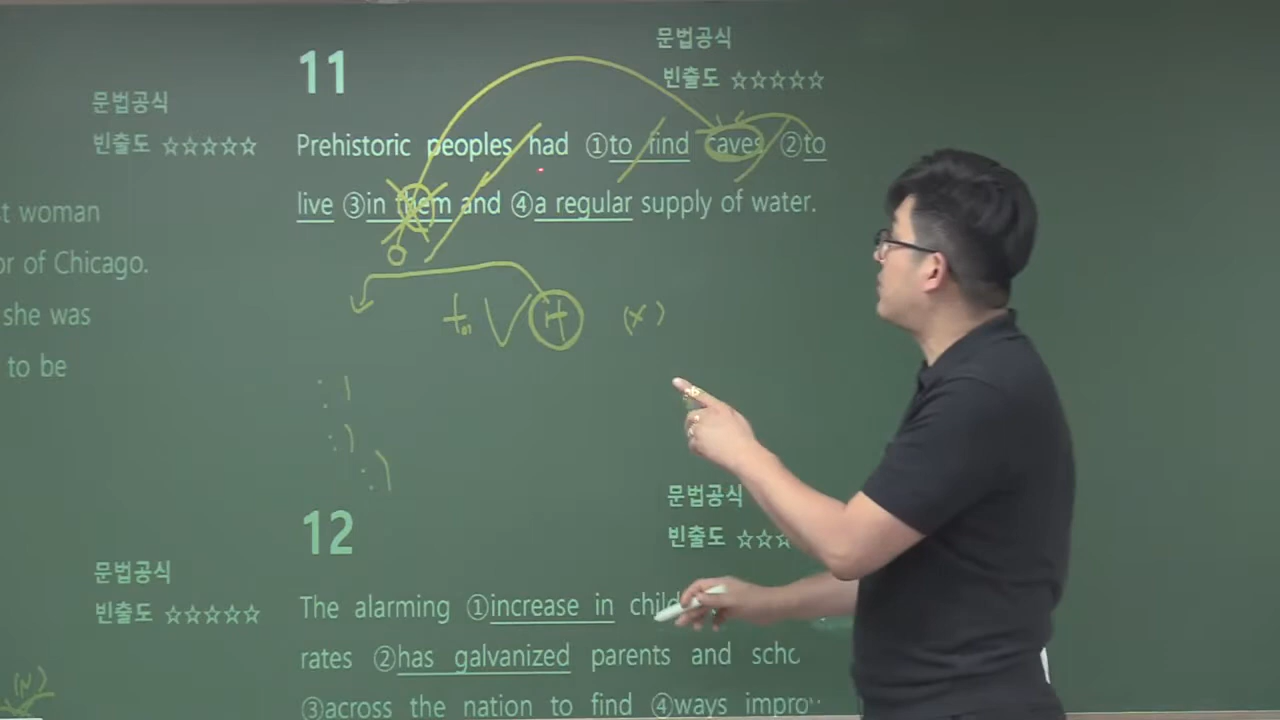 문법공식
빈출도 ☆☆☆☆☆
st woman
or of Chicago.
she was
to be
문법공식
빈출도 ☆☆☆☆☆
(N)
11
문법공식
빈출도 ☆☆☆☆☆
Prehistoric peoples had ①to find caves ②to
live ③in them and ④a regular supply of water.
to V
(x)
12
문법공식
빈출도 ☆☆☆
The alarming ①increase in
rates ②has galvanized parents and
③across the nation to find ④ways